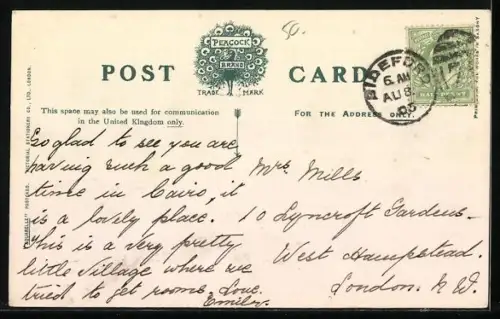 PEACOCK
BRAND
TRADE MARK
POST CARD
This space may also be used for communication
in the United Kingdom only.
FOR THE ADDRESS ONLY.
BIDEFORD
6 AM
AU 8
05
HALFPENNY
So glad to see you are
having such a good
time in Cairo, it
is a lovely place.
This is a very pretty
little village where we
tried to get rooms. Love.
Emily.
Mrs. Mills
10 Lyncroft Gardens
West Hampstead.
London. N.W.